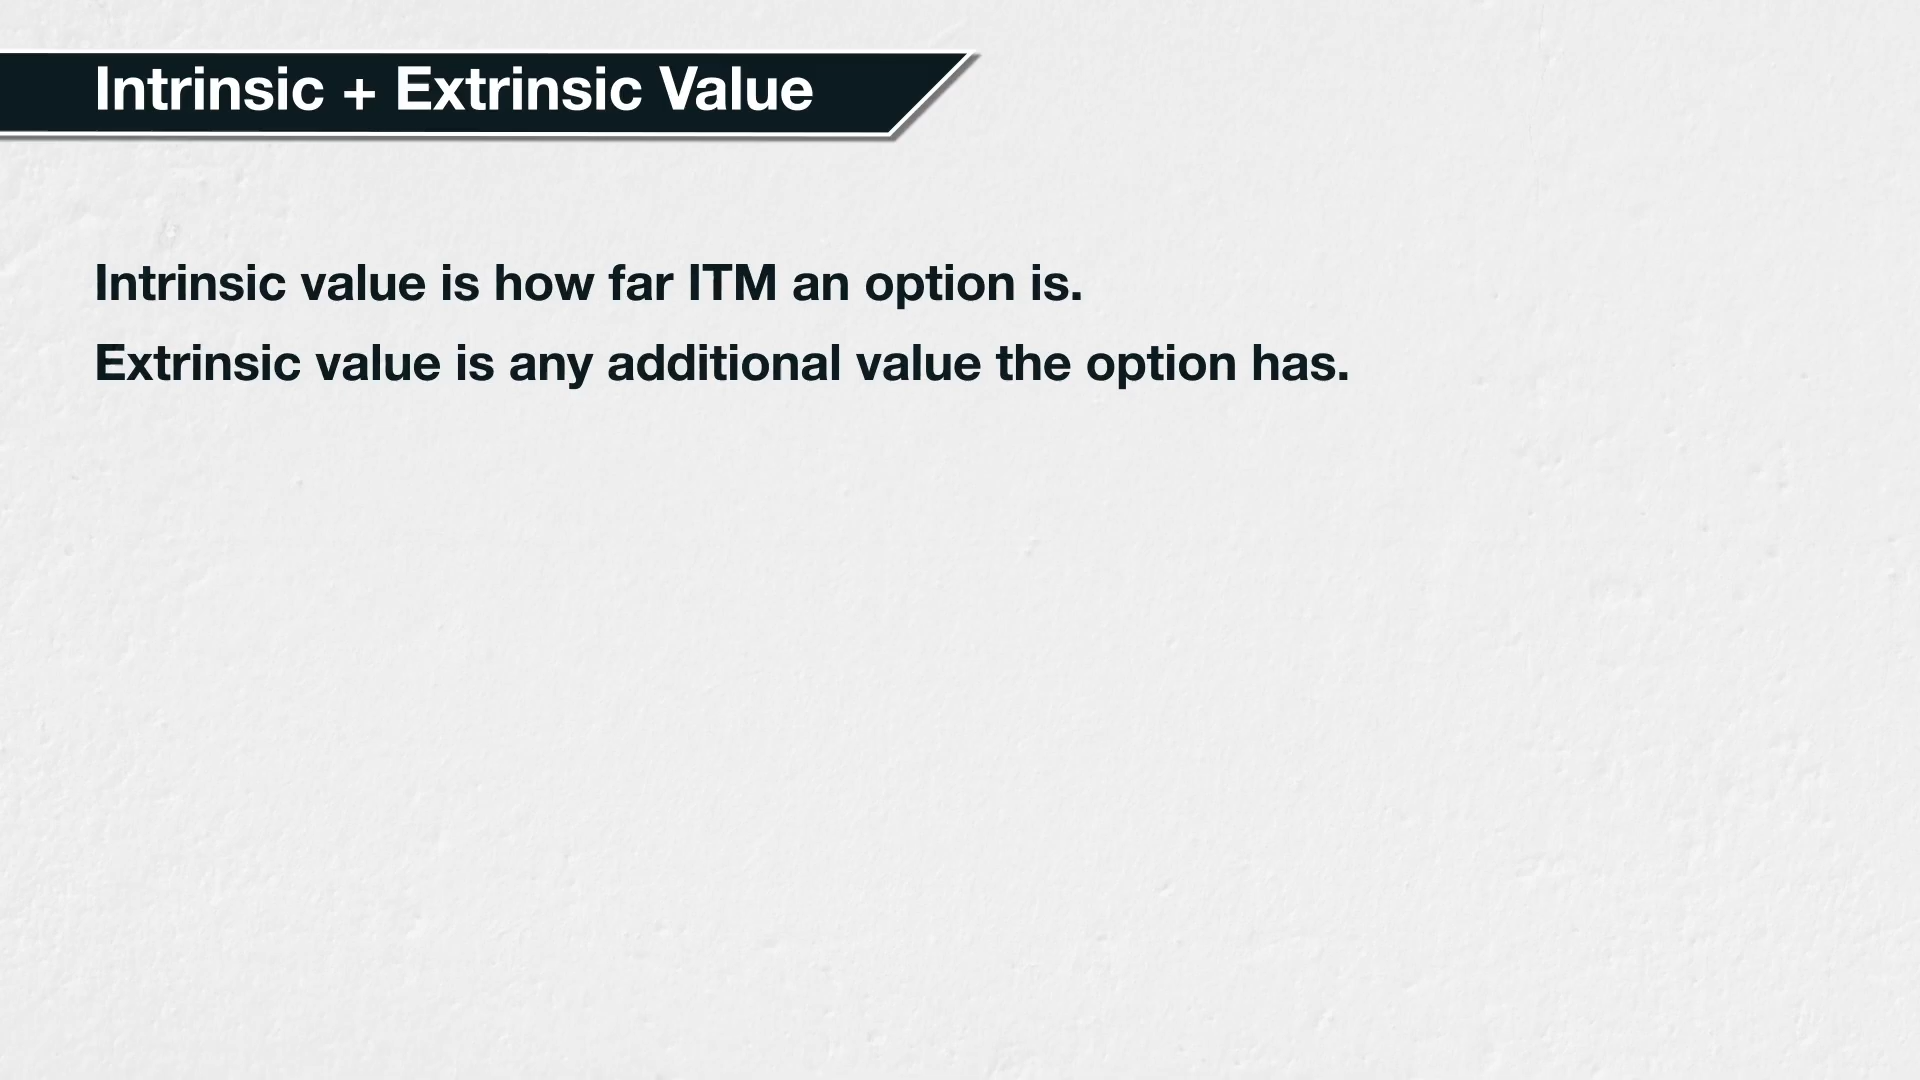 Intrinsic + Extrinsic Value
Intrinsic value is how far ITM an option is.
Extrinsic value is any additional value the option has.